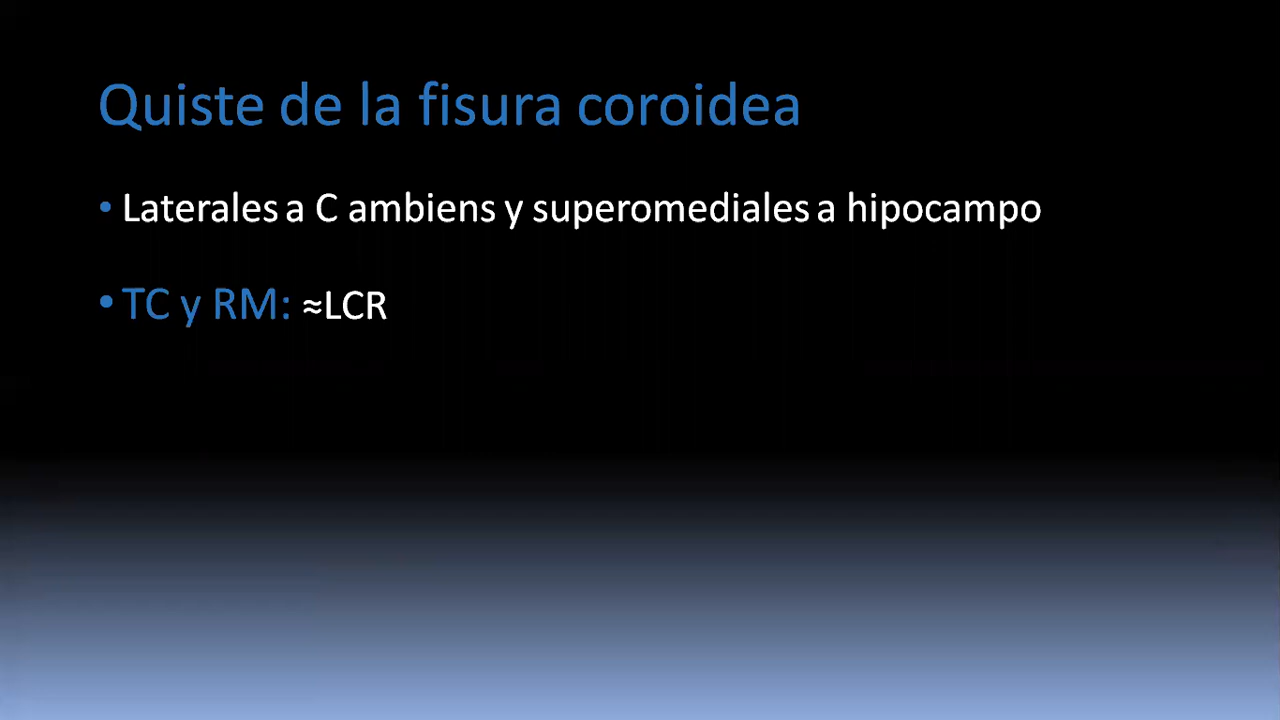 Quiste de la fisura coroidea
• Laterales a C ambiens y superomediales a hipocampo
• TC y RM: ≈LCR